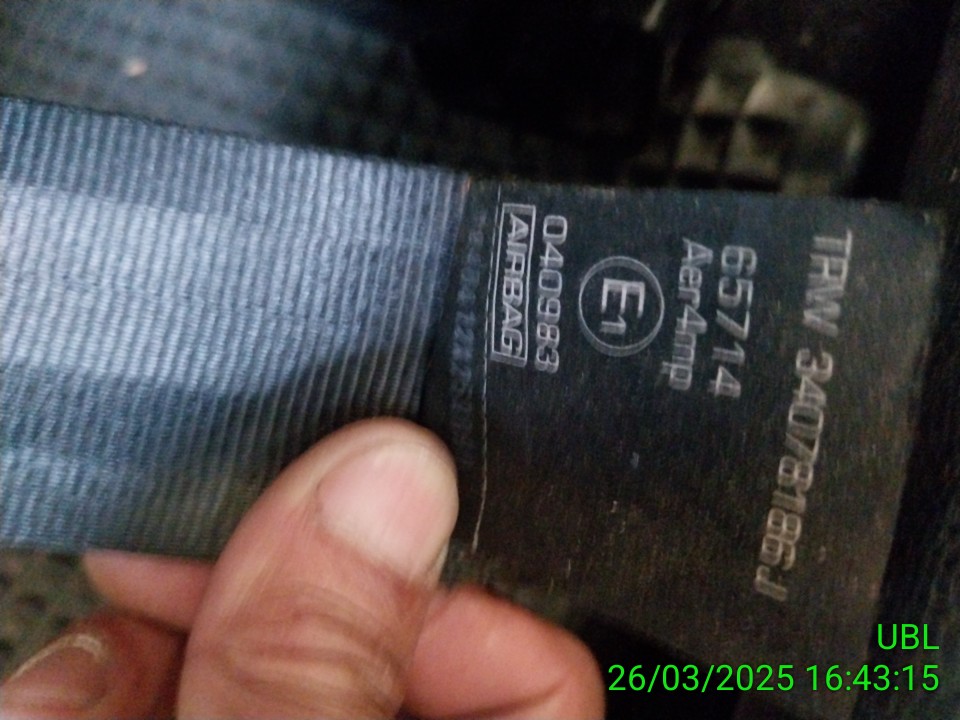 TRW 34078186J
65714
Aer4mp
E1
040983
AIRBAG
UBL
26/03/2025 16:43:15